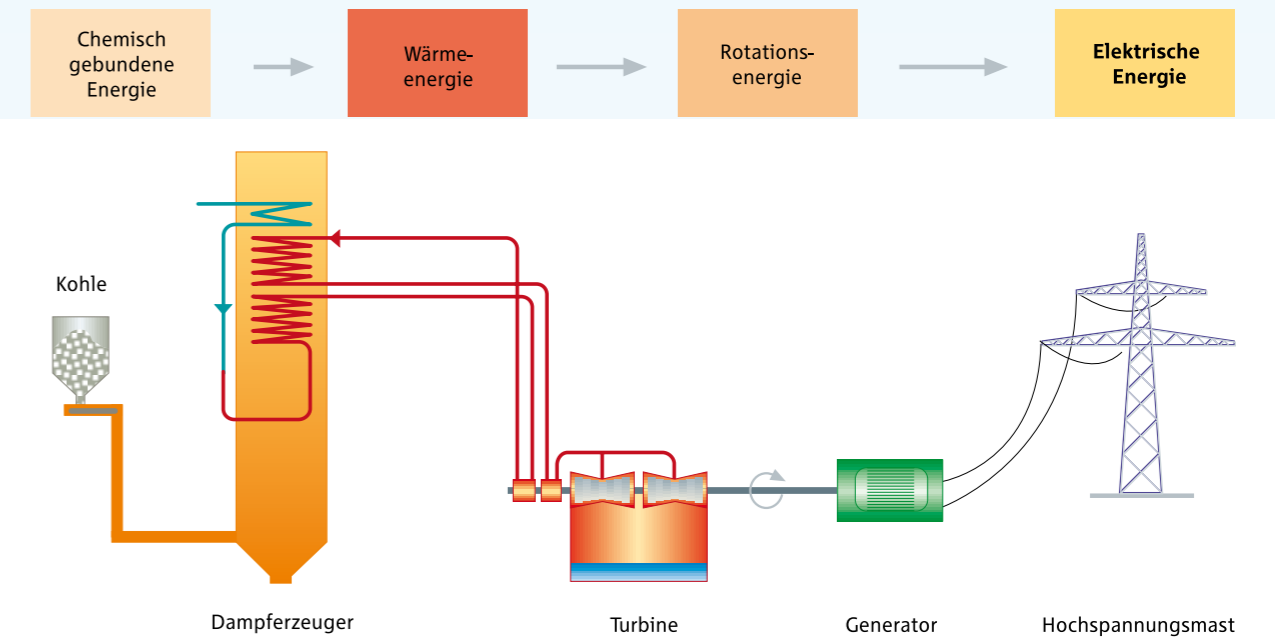 Chemisch
gebundene
Energie
Wärme-
energie
Rotations-
energie
Elektrische
Energie
Kohle
Dampferzeuger
Turbine
Generator
Hochspannungsmast